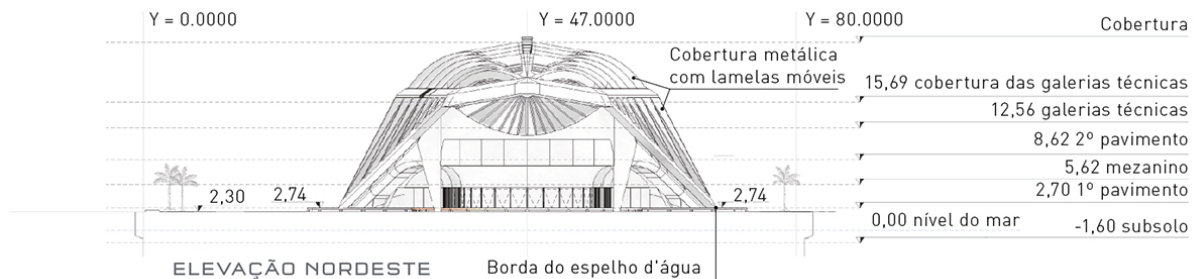 Y = 0.0000
Y = 47.0000
Y = 80.0000
Cobertura
Cobertura metálica
com lamelas móveis
15,69 cobertura das galerias técnicas
12,56 galerias técnicas
8,62 2º pavimento
5,62 mezanino
2,70 1º pavimento
2,30
2,74
2,74
0,00 nível do mar
-1,60 subsolo
ELEVAÇÃO NORDESTE
Borda do espelho d'água